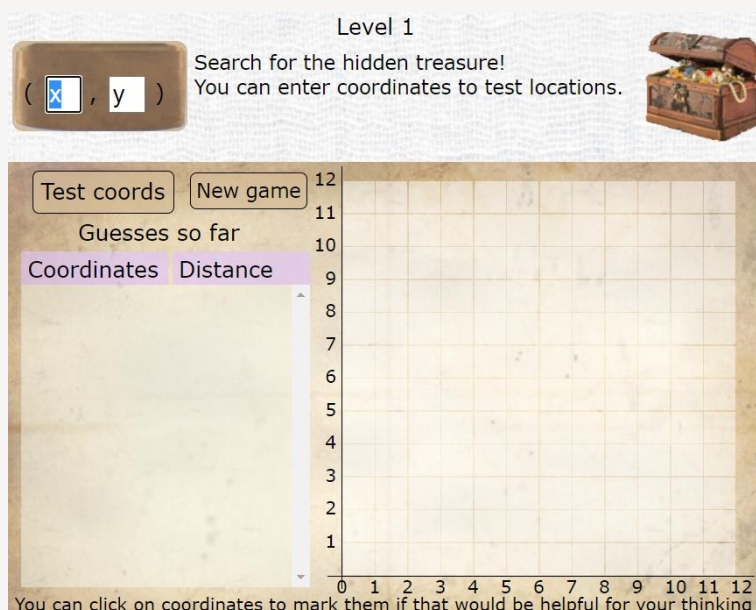 Level 1
( x , y )
Search for the hidden treasure!
You can enter coordinates to test locations.
Test coords
New game
Guesses so far
Coordinates Distance
12
11
10
9
8
7
6
5
4
3
2
1
0 1 2 3 4 5 6 7 8 9 10 11 12
You can click on coordinates to mark them if that would be helpful for your thinking